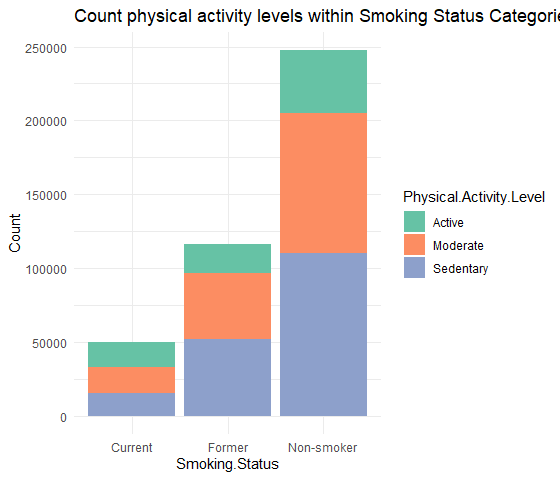 Count physical activity levels within Smoking Status Categorie
250000
200000
150000
100000
50000
0
Count
Current
Former
Non-smoker
Smoking.Status
Physical.Activity.Level
Active
Moderate
Sedentary